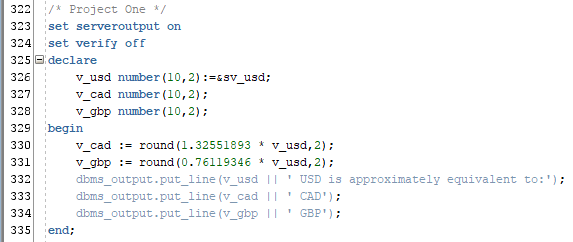 322 /* Project One */
323 set serveroutput on
324 set verify off
325 declare
326 v_usd number(10,2):=&sv_usd;
327 v_cad number(10,2);
328 v_gbp number(10,2);
329 begin
330 v_cad := round(1.32551893 * v_usd,2);
331 v_gbp := round(0.76119346 * v_usd,2);
332 dbms_output.put_line(v_usd || ' USD is approximately equivalent to:');
333 dbms_output.put_line(v_cad || ' CAD');
334 dbms_output.put_line(v_gbp || ' GBP');
335 end;